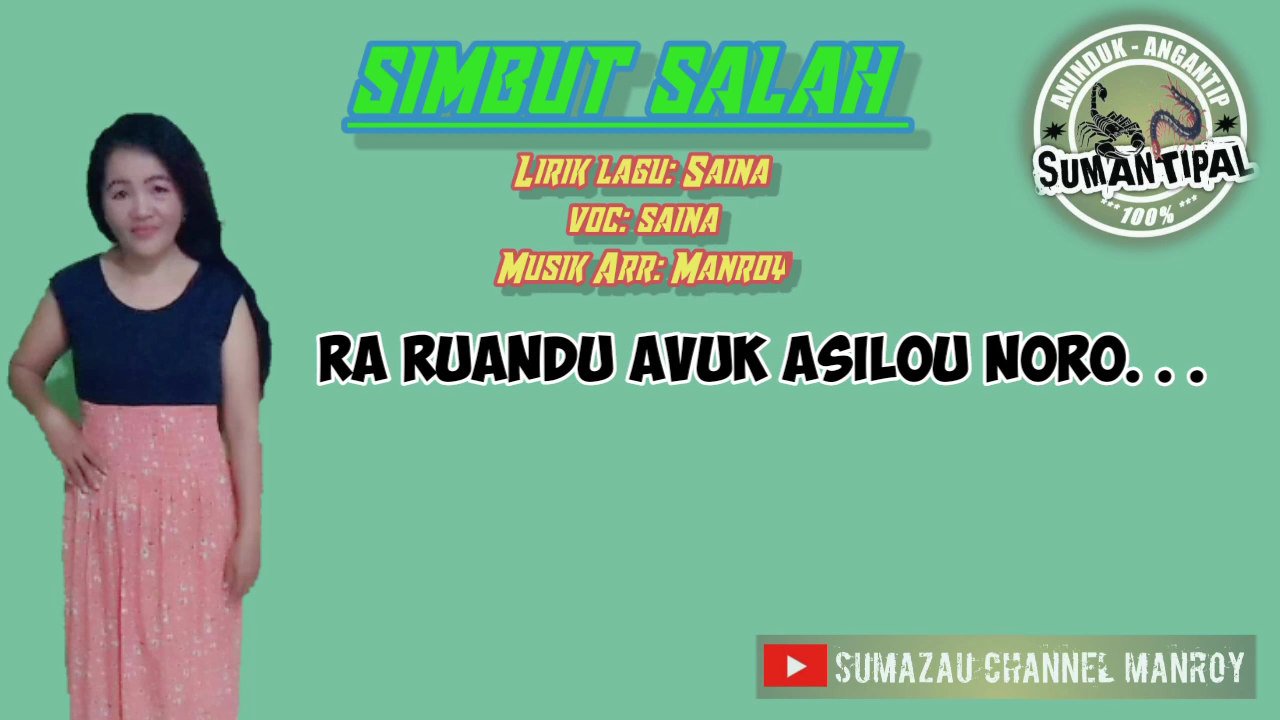 SIMBUT SALAH
LIRIK LAGU: SAINA
VOC: SAINA
MUSIK ARR: MANROY
ANINDUK - ANGANTIP
SUMANTIPAL
*** 100% ***
RA RUANDU AVUK ASILOU NORO. . .
SUMAZAU CHANNEL MANROY